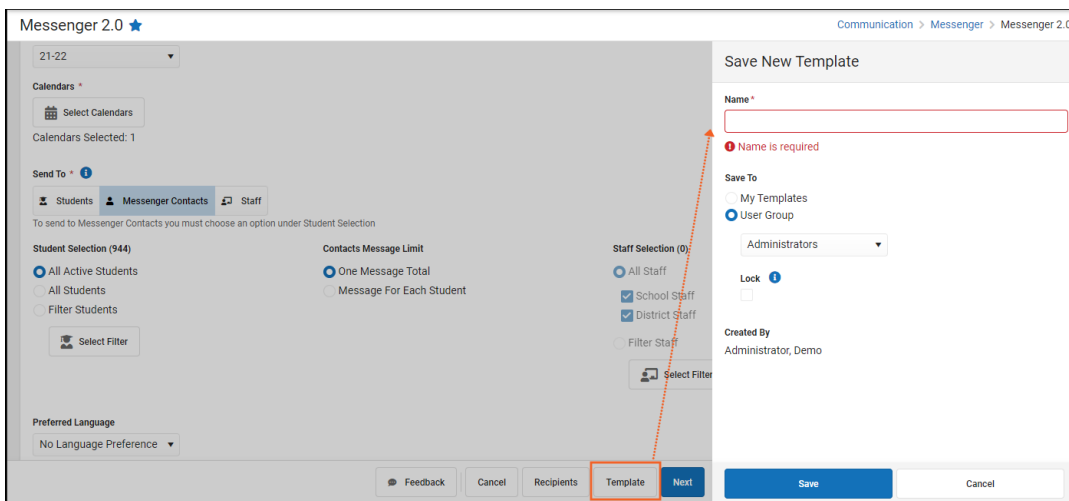 Messenger 2.0
Communication > Messenger > Messenger 2.0
21-22
Calendars *
Select Calendars
Calendars Selected: 1
Send To *
Students Messenger Contacts Staff
To send to Messenger Contacts you must choose an option under Student Selection
Student Selection (944)
All Active Students
All Students
Filter Students
Select Filter
Contacts Message Limit
One Message Total
Message For Each Student
Staff Selection (0)
All Staff
School Staff
District Staff
Filter Staff
Select Filter
Preferred Language
No Language Preference
Feedback Cancel Recipients Template Next
Save New Template
Name*
Name is required
Save To
My Templates
User Group
Administrators
Lock
Created By
Administrator, Demo
Save Cancel